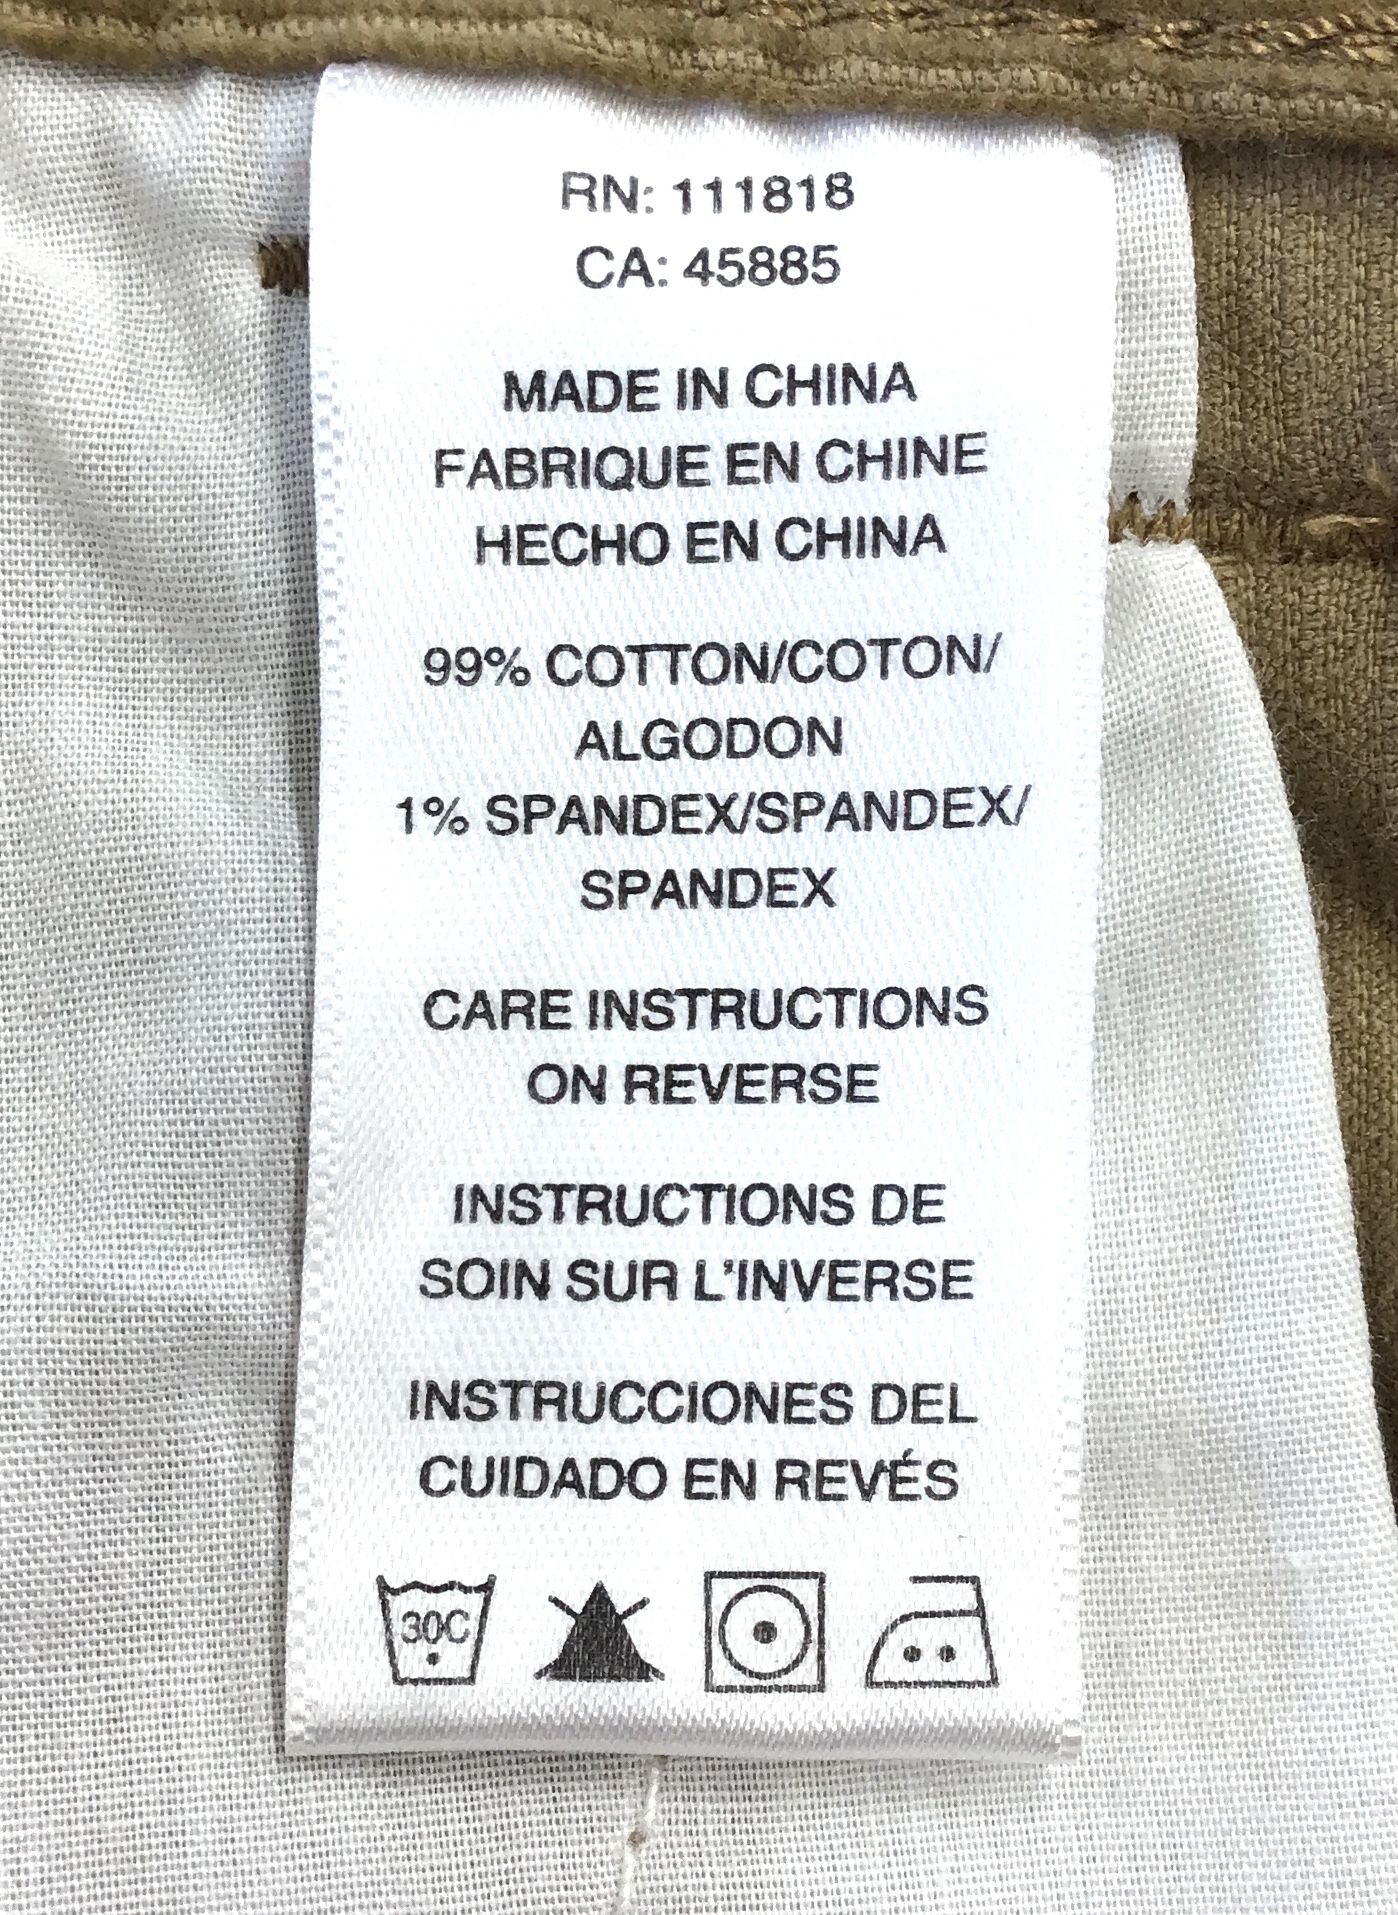 RN: 111818
CA: 45885
MADE IN CHINA
FABRIQUE EN CHINE
HECHO EN CHINA
99% COTTON/COTON/
ALGODON
1% SPANDEX/SPANDEX/
SPANDEX
CARE INSTRUCTIONS
ON REVERSE
INSTRUCTIONS DE
SOIN SUR L'INVERSE
INSTRUCCIONES DEL
CUIDADO EN REVÉS
30C